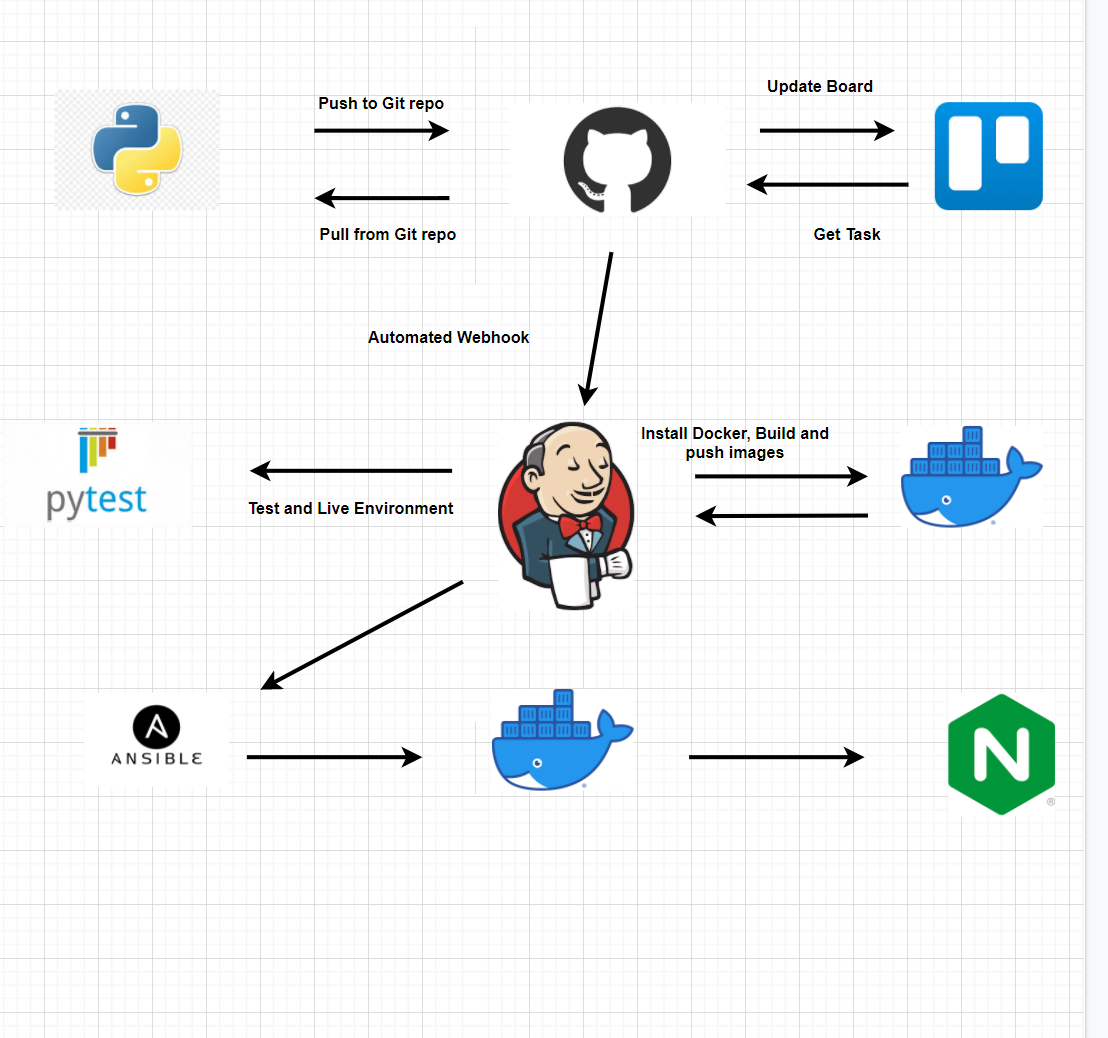 Update Board
Push to Git repo
Pull from Git repo
Get Task
Automated Webhook
Install Docker, Build and
push images
pytest
Test and Live Environment
ANSIBLE
N
®